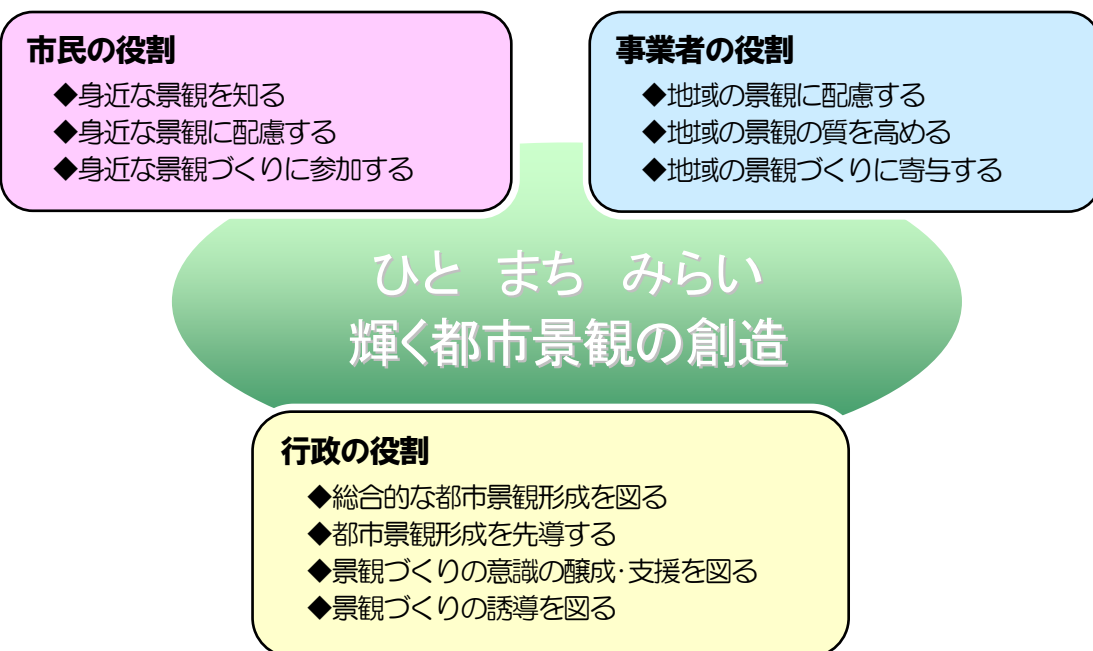 市民の役割
◆身近な景観を知る
◆身近な景観に配慮する
◆身近な景観づくりに参加する
事業者の役割
◆地域の景観に配慮する
◆地域の景観の質を高める
◆地域の景観づくりに寄与する
ひと まち みらい
輝く都市景観の創造
行政の役割
◆総合的な都市景観形成を図る
◆都市景観形成を先導する
◆景観づくりの意識の醸成・支援を図る
◆景観づくりの誘導を図る